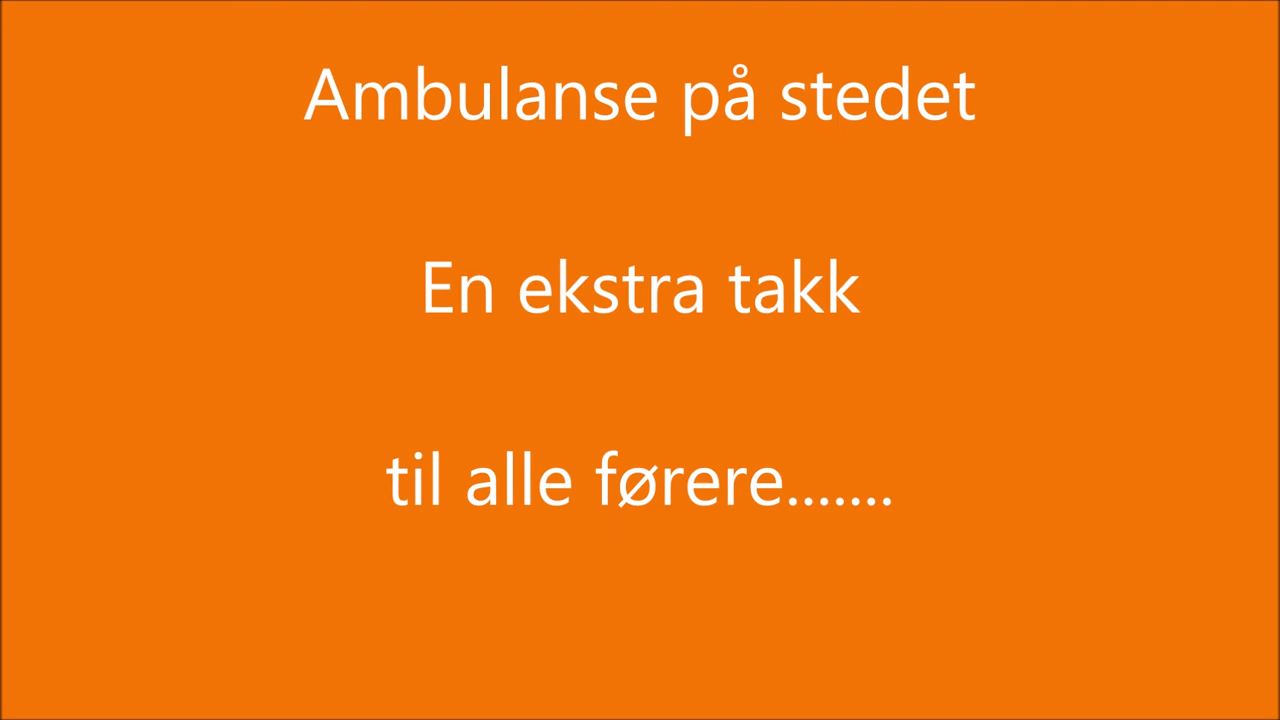 Ambulanse på stedet
En ekstra takk
til alle førere.......